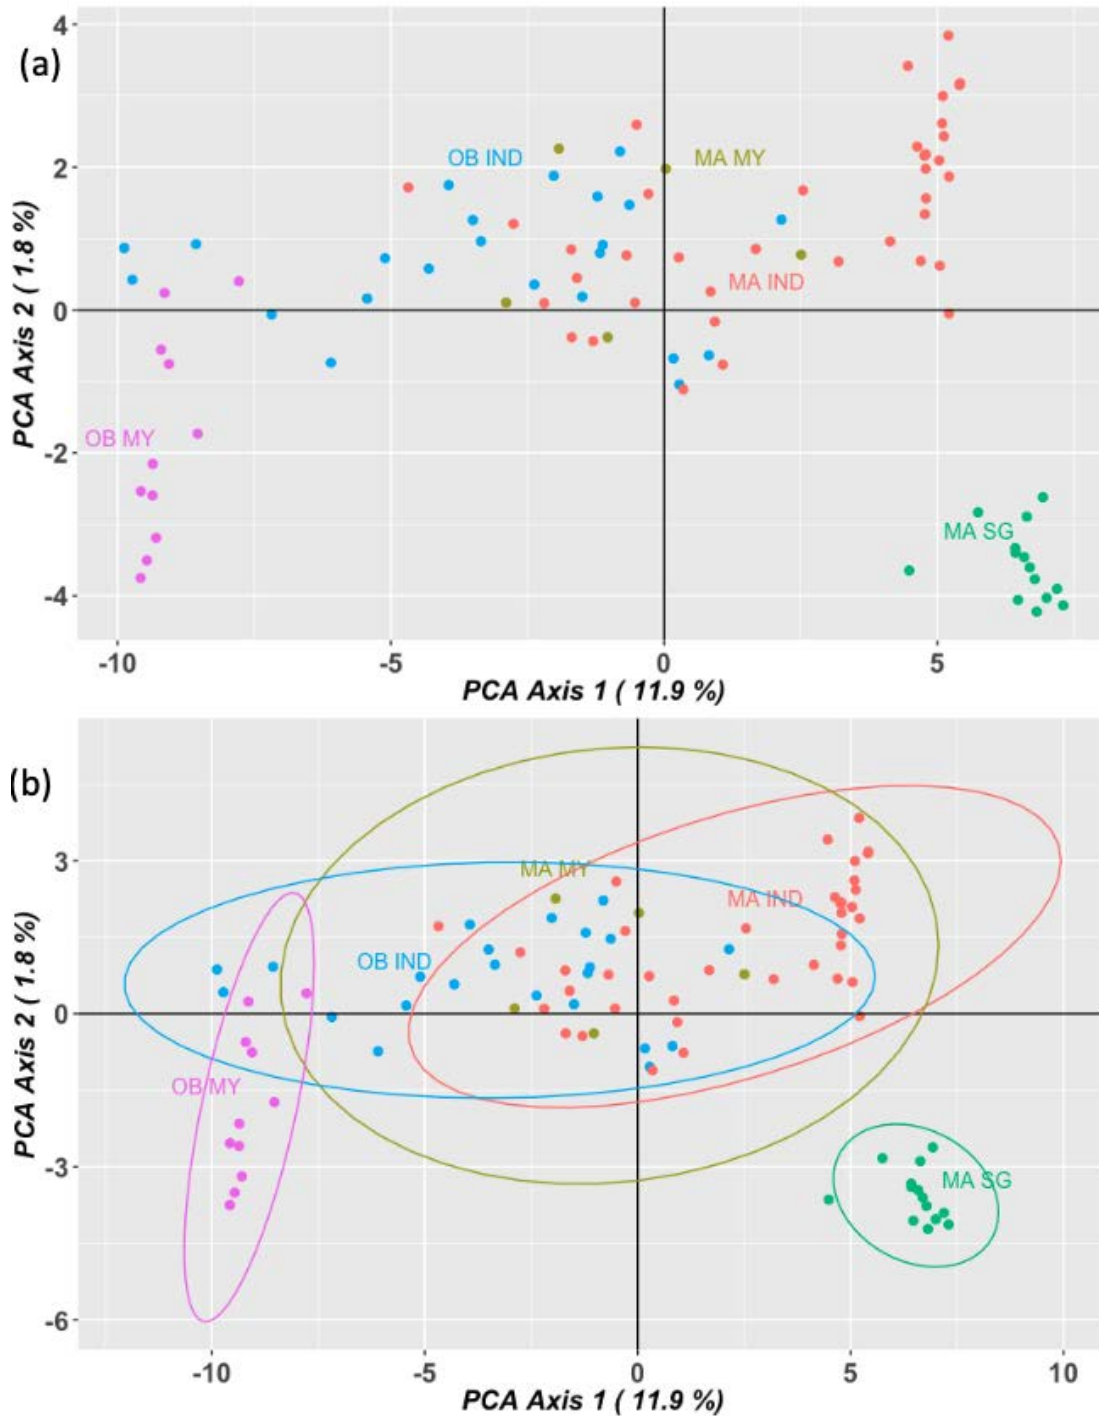 (a)
4
2
0
-2
-4
PCA Axis 2 ( 1.8 %)
OB IND
MA MY
MA IND
OB MY
MA SG
-10
-5
0
5
PCA Axis 1 ( 11.9 %)
(b)
3
0
-3
-6
PCA Axis 2 ( 1.8 %)
MA MY
MA IND
OB IND
OB MY
MA SG
-10
-5
0
5
10
PCA Axis 1 ( 11.9 %)